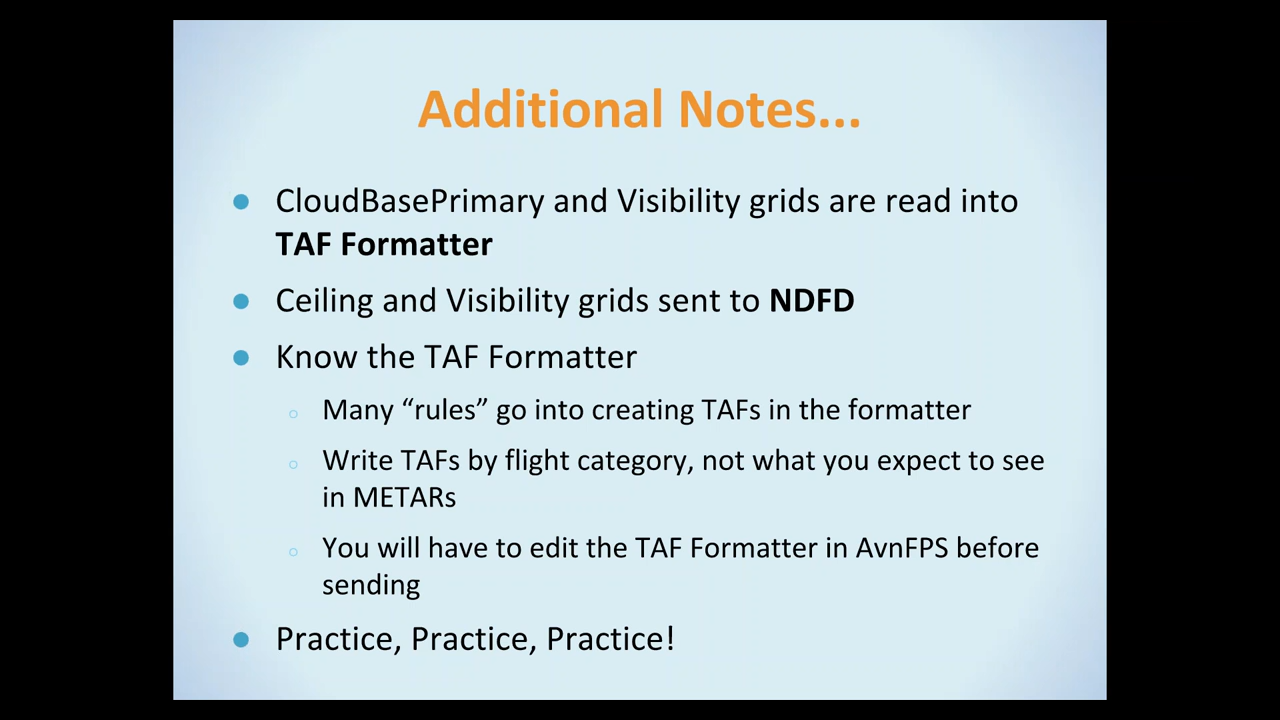 Additional Notes...
● CloudBasePrimary and Visibility grids are read into
TAF Formatter
● Ceiling and Visibility grids sent to NDFD
● Know the TAF Formatter
○ Many “rules” go into creating TAFs in the formatter
○ Write TAFs by flight category, not what you expect to see
in METARs
○ You will have to edit the TAF Formatter in AvnFPS before
sending
● Practice, Practice, Practice!